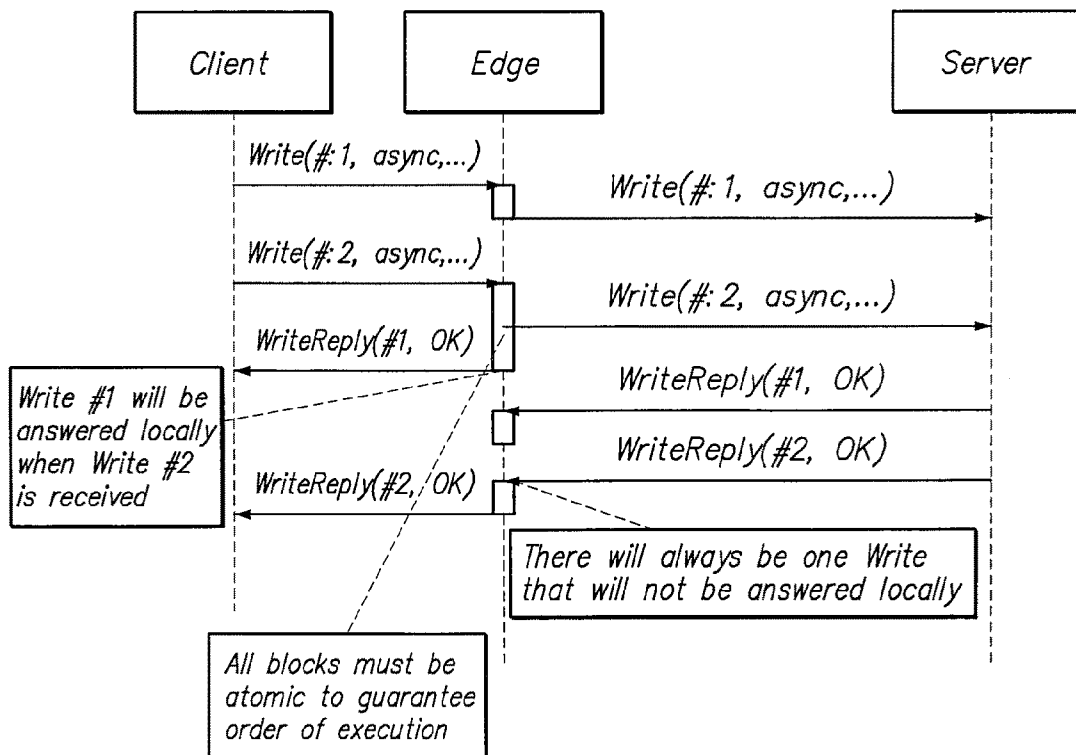 Client
Edge
Server
Write(#:1, async,...)
Write(#:1, async,...)
Write(#:2, async,...)
Write(#:2, async,...)
WriteReply(#1, OK)
WriteReply(#1, OK)
Write #1 will be
answered locally
when Write #2
is received
WriteReply(#2, OK)
WriteReply(#2, OK)
There will always be one Write
that will not be answered locally
All blocks must be
atomic to guarantee
order of execution